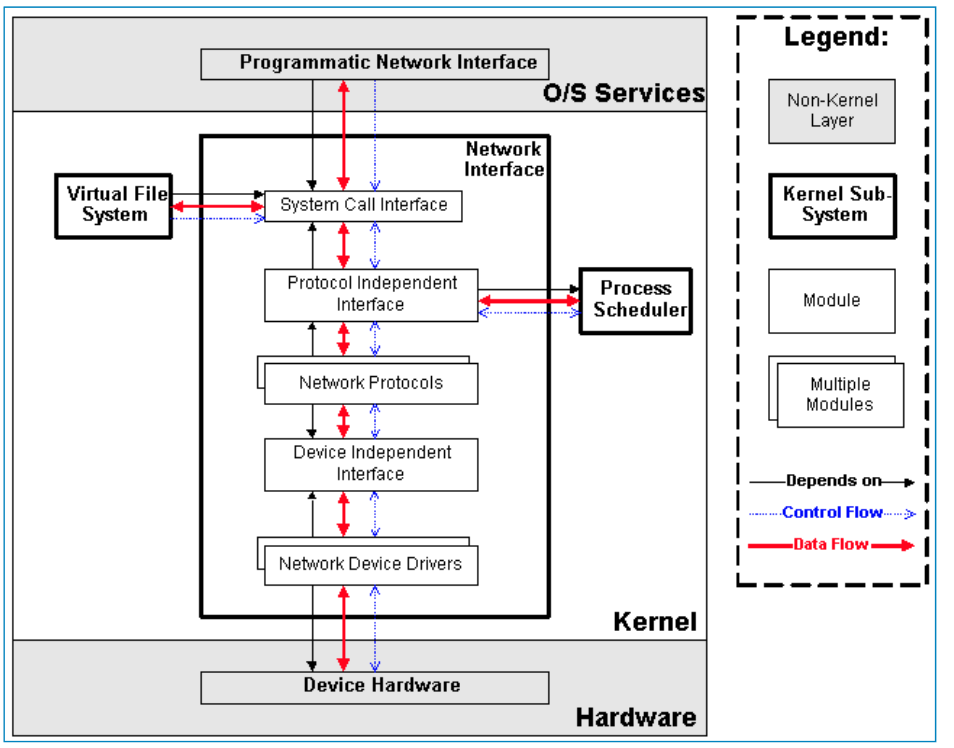 Programmatic Network Interface
O/S Services
Network
Interface
Virtual File
System
System Call Interface
Protocol Independent
Interface
Process
Scheduler
Network Protocols
Device Independent
Interface
Network Device Drivers
Kernel
Device Hardware
Hardware
Legend:
Non-Kernel
Layer
Kernel Sub-
System
Module
Multiple
Modules
Depends on
Control Flow
Data Flow